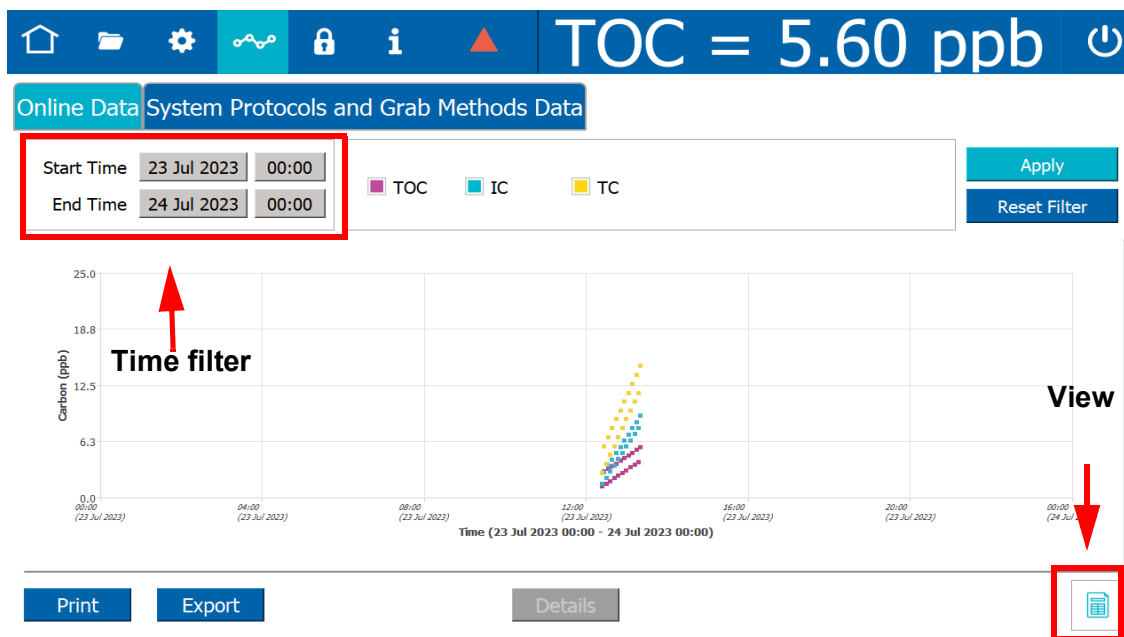 TOC = 5.60 ppb
Online Data
System Protocols and Grab Methods Data
Start Time 23 Jul 2023 00:00
End Time 24 Jul 2023 00:00
TOC IC TC
Apply
Reset Filter
Time filter
View
25.0
18.8
12.5
6.3
0.0
Carbon (ppb)
00:00 04:00 08:00 12:00 16:00 20:00 00:00
(23 Jul 2023) (23 Jul 2023) (23 Jul 2023) (23 Jul 2023) (23 Jul 2023) (23 Jul 2023) (24 Jul
Time (23 Jul 2023 00:00 - 24 Jul 2023 00:00)
Print Export Details